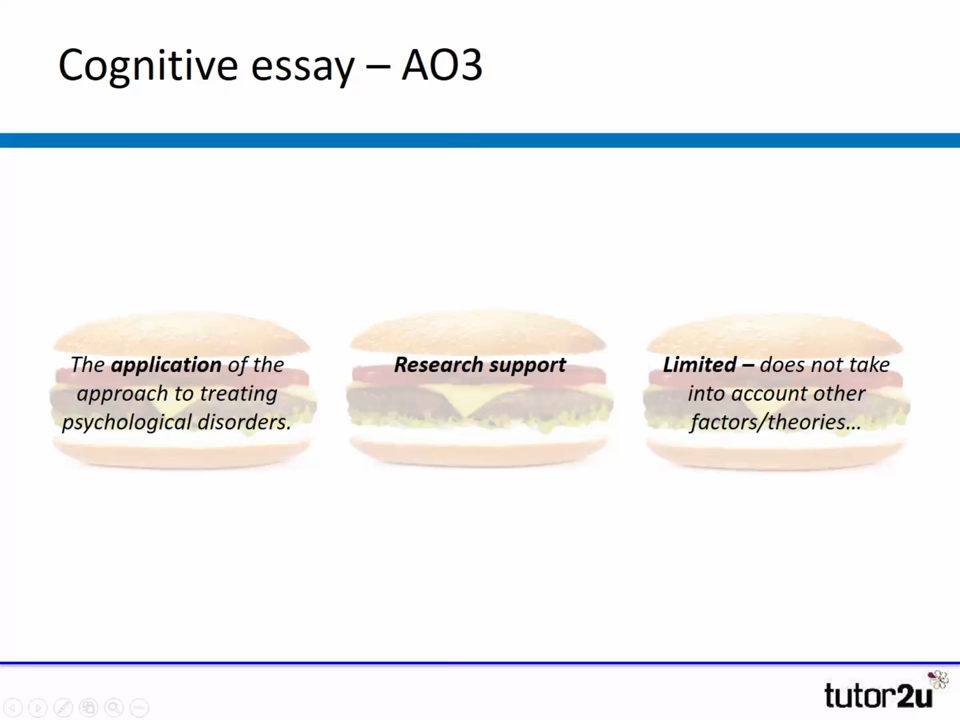 Cognitive essay – AO3
The application of the
approach to treating
psychological disorders.
Research support
Limited – does not take
into account other
factors/theories…
tutor2u